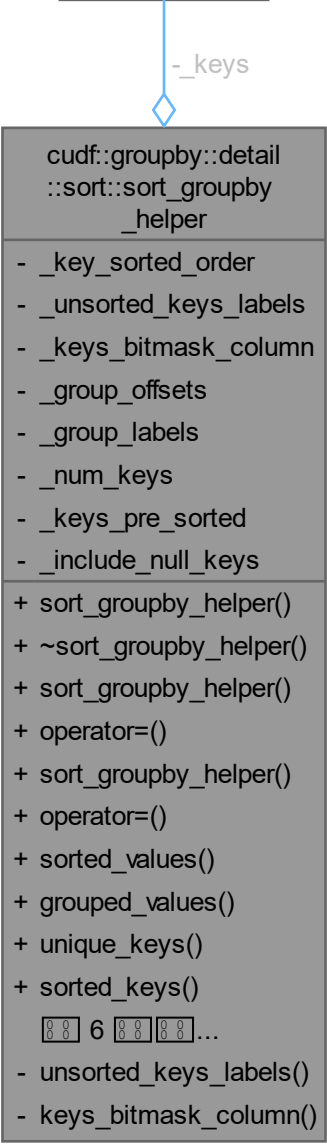 -_keys
cudf::groupby::detail
::sort::sort_groupby
_helper
- _key_sorted_order
- _unsorted_keys_labels
- _keys_bitmask_column
- _group_offsets
- _group_labels
- _num_keys
- _keys_pre_sorted
- _include_null_keys
+ sort_groupby_helper()
+ ~sort_groupby_helper()
+ sort_groupby_helper()
+ operator=()
+ sort_groupby_helper()
+ operator=()
+ sorted_values()
+ grouped_values()
+ unique_keys()
+ sorted_keys()
6 ...
- unsorted_keys_labels()
- keys_bitmask_column()